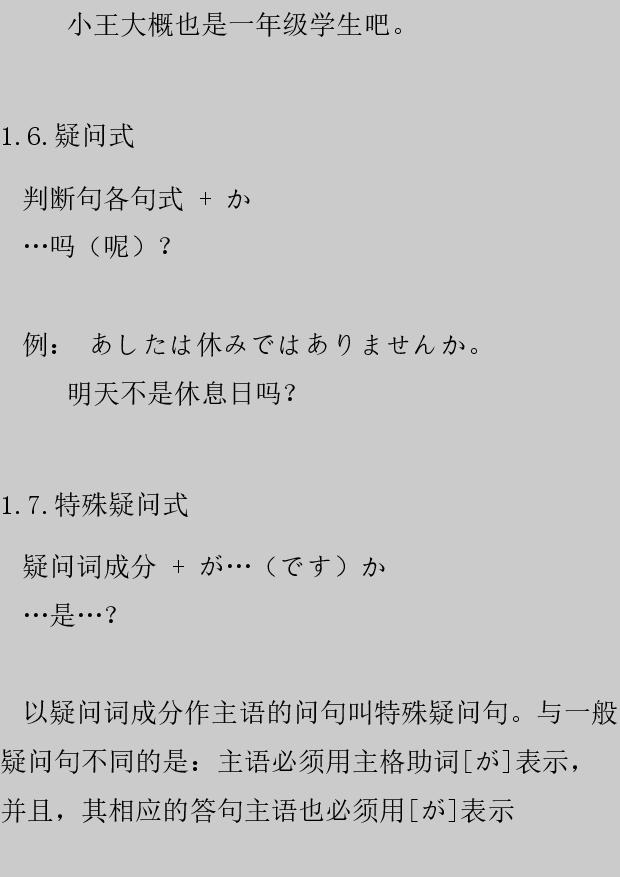 小王大概也是一年级学生吧。
1.6.疑问式
判断句各句式 + か
…吗（呢）？
例： あしたは休みではありませんか。
明天不是休息日吗？
1.7.特殊疑问式
疑问词成分 + が…（です）か
…是…？
以疑问词成分作主语的问句叫特殊疑问句。与一般
疑问句不同的是：主语必须用主格助词[が]表示，
并且，其相应的答句主语也必须用[が]表示